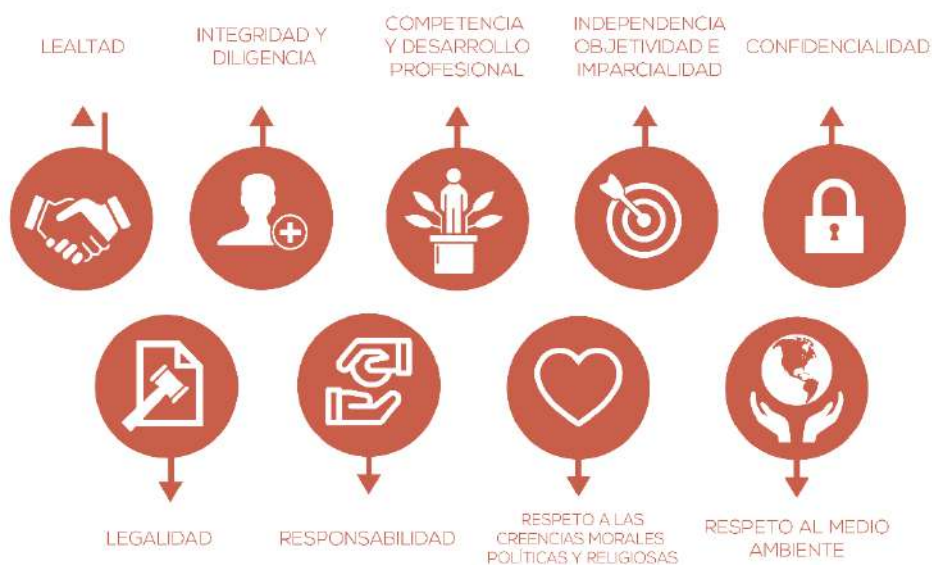 LEALTAD
INTEGRIDAD Y
DILIGENCIA
COMPETENCIA
Y DESARROLLO
PROFESIONAL
INDEPENDENCIA
OBJETIVIDAD E
IMPARCIALIDAD
CONFIDENCIALIDAD
LEGALIDAD
RESPONSABILIDAD
RESPETO A LAS
CREENCIAS MORALES
POLÍTICAS Y RELIGIOSAS
RESPETO AL MEDIO
AMBIENTE